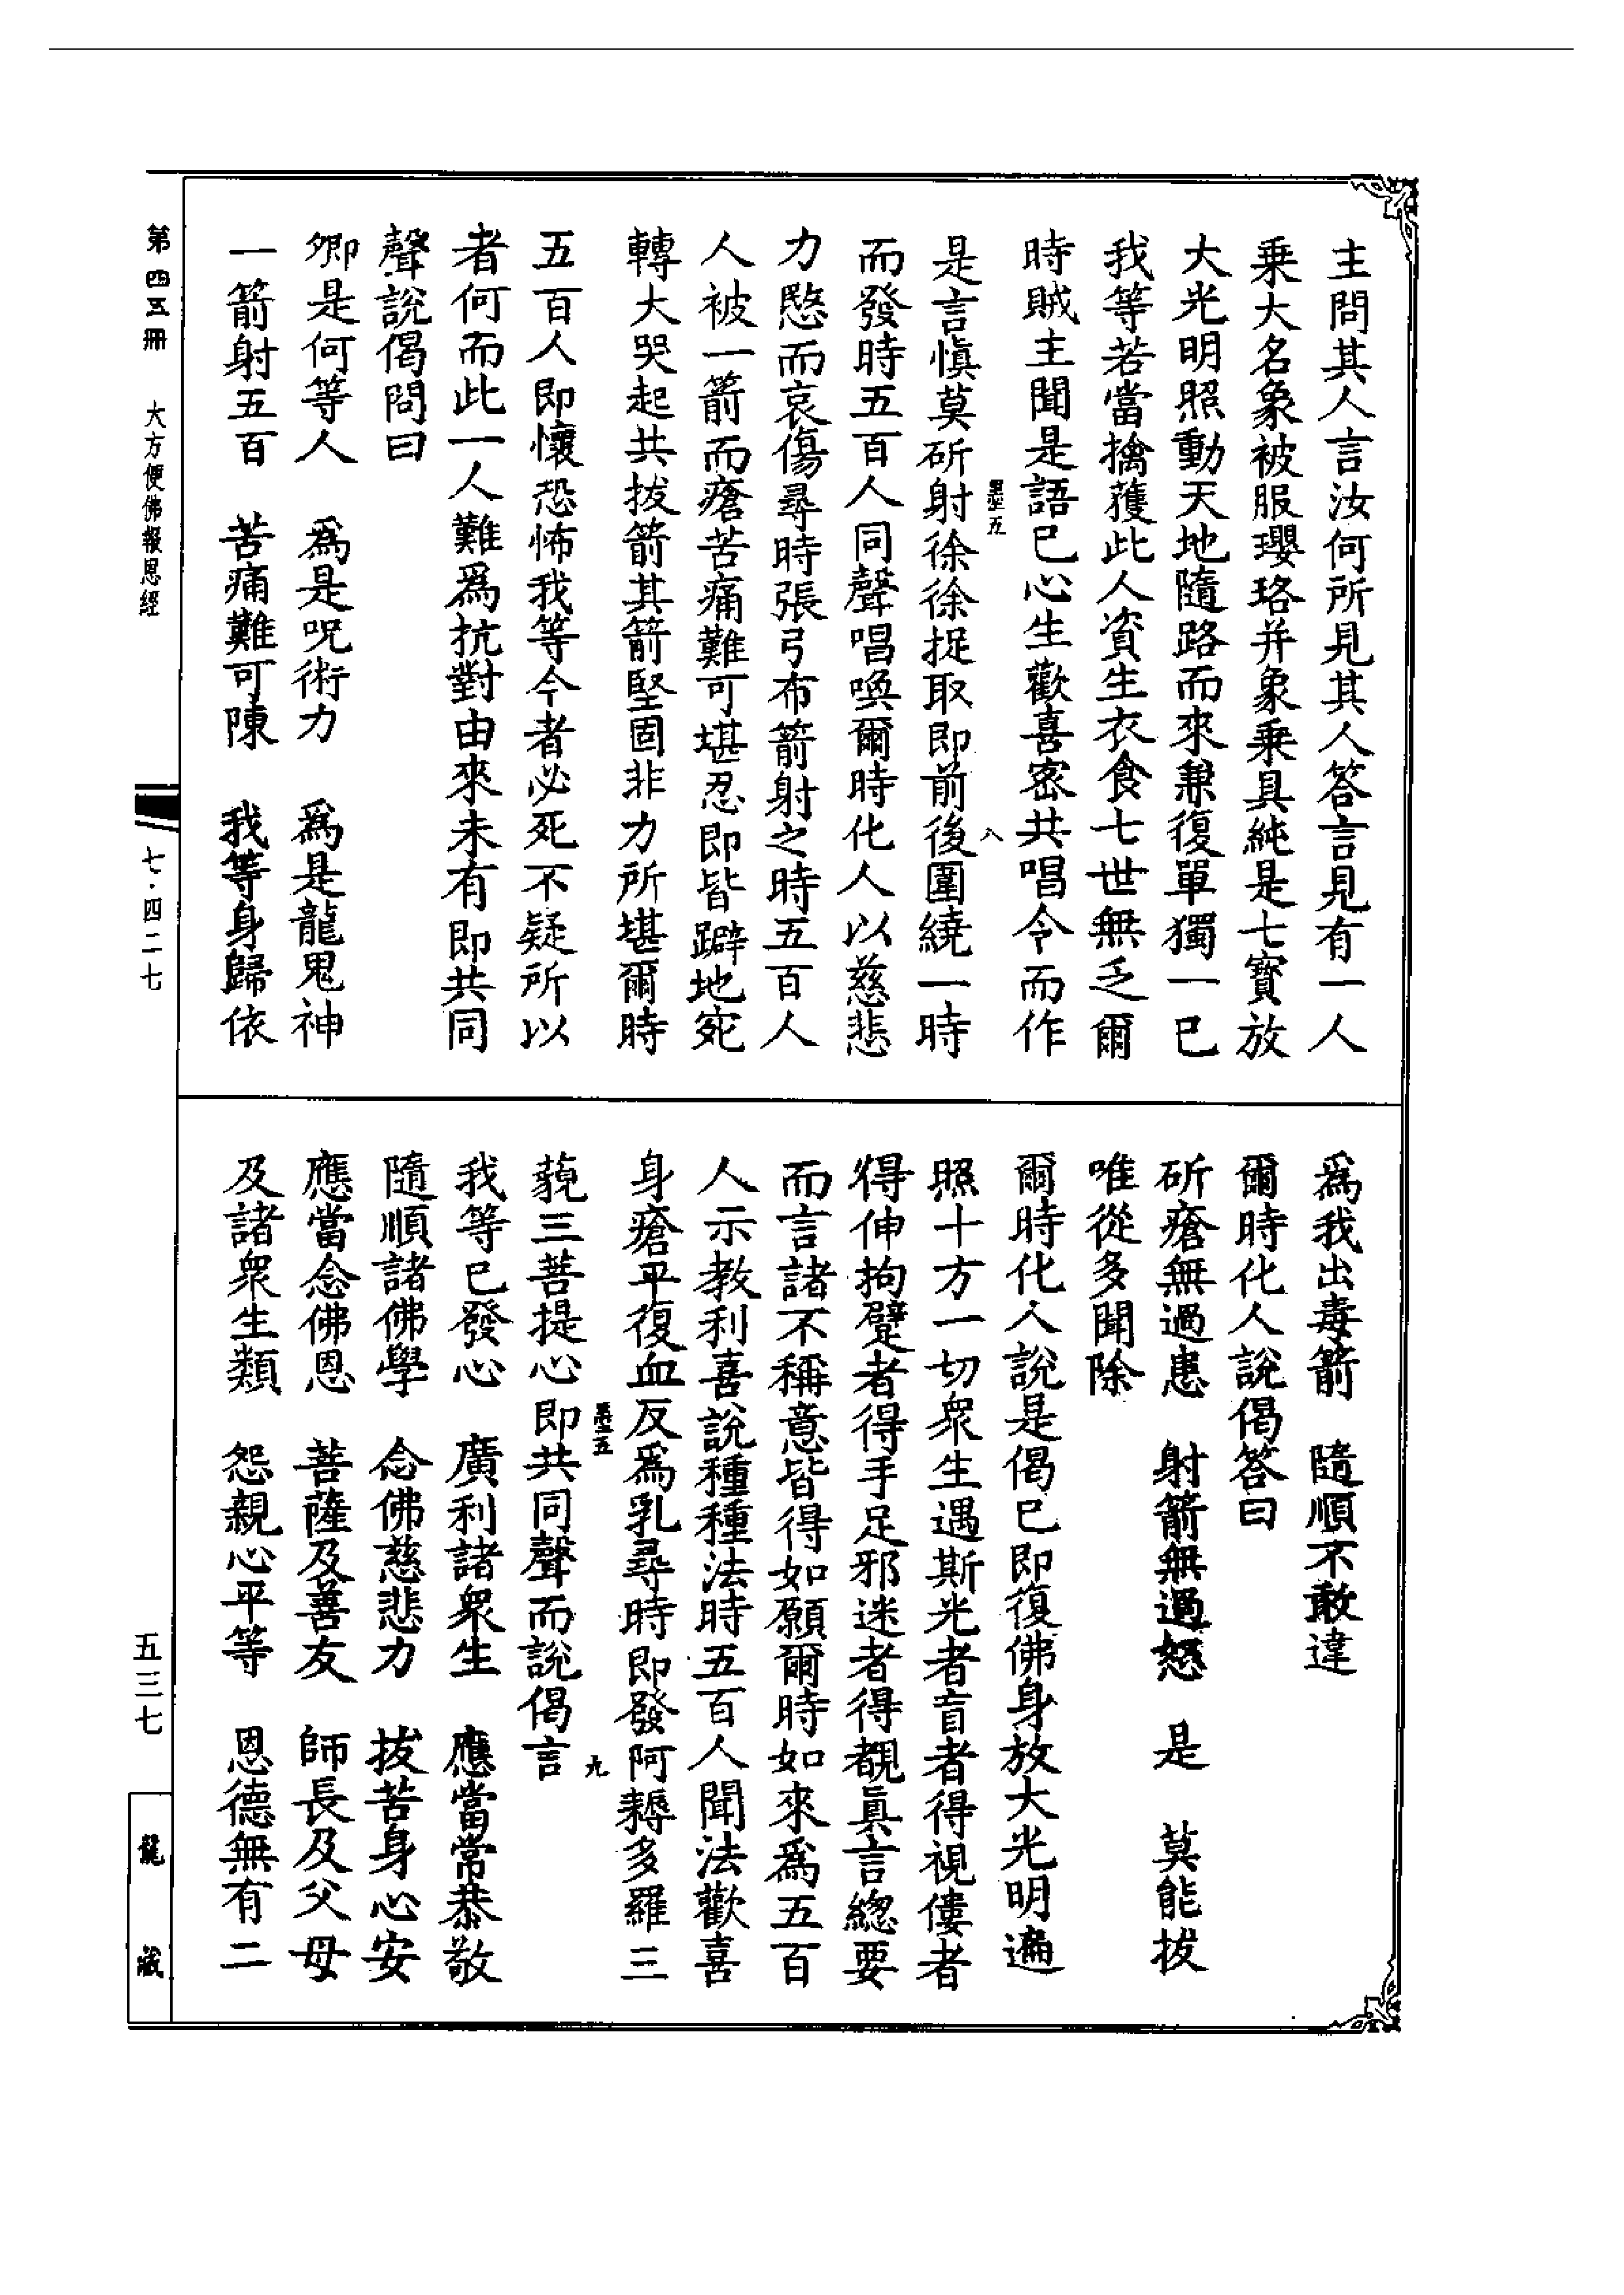 主問其人言汝何所見其人答言見有一人
乘大名象被服瓔珞并象乘具純是七寶放
大光明照動天地隨路而來兼復單獨一已
我等若當擒獲此人資生衣食七世無乏爾
時賊主聞是語已心生歡喜密共唱令而作
墨五 八
是言慎莫斫射徐徐捉取即前後圍繞一時
而發時五百人同聲唱喚爾時化人以慈悲
力愍而哀傷尋時張弓布箭射之時五百人
人被一箭而瘡苦痛難可堪忍即皆躃地宛
轉大哭起共拔箭其箭堅固非力所堪爾時
五百人即懷恐怖我等今者必死不疑所以
者何而此一人難爲抗對由來未有即共同
聲說偈問曰
卿是何等人 爲是呪術力 爲是龍鬼神
一箭射五百 苦痛難可陳 我等身歸依
爲我出毒箭 隨順不敢違
爾時化人說偈答曰
斫瘡無過患 射箭無過怒 是 莫能拔
唯從多聞除
爾時化人說是偈已即復佛身放大光明遍
照十方一切衆生遇斯光者盲者得視僂者
得伸拘躄者得手足邪迷者得覩眞言總要
而言諸不稱意皆得如願爾時如來爲五百
人示教利喜說種種法時五百人聞法歡喜
身瘡平復血反爲乳尋時即發阿耨多羅三
墨五 九
藐三菩提心即共同聲而說偈言
我等已發心 廣利諸衆生 應當常恭敬
隨順諸佛學 念佛慈悲力 拔苦身心安
應當念佛恩 菩薩及善友 師長及父母
及諸衆生類 怨親心平等 恩德無有二
第四五冊 大方便佛報恩經 七·四二七 五三七 龍藏